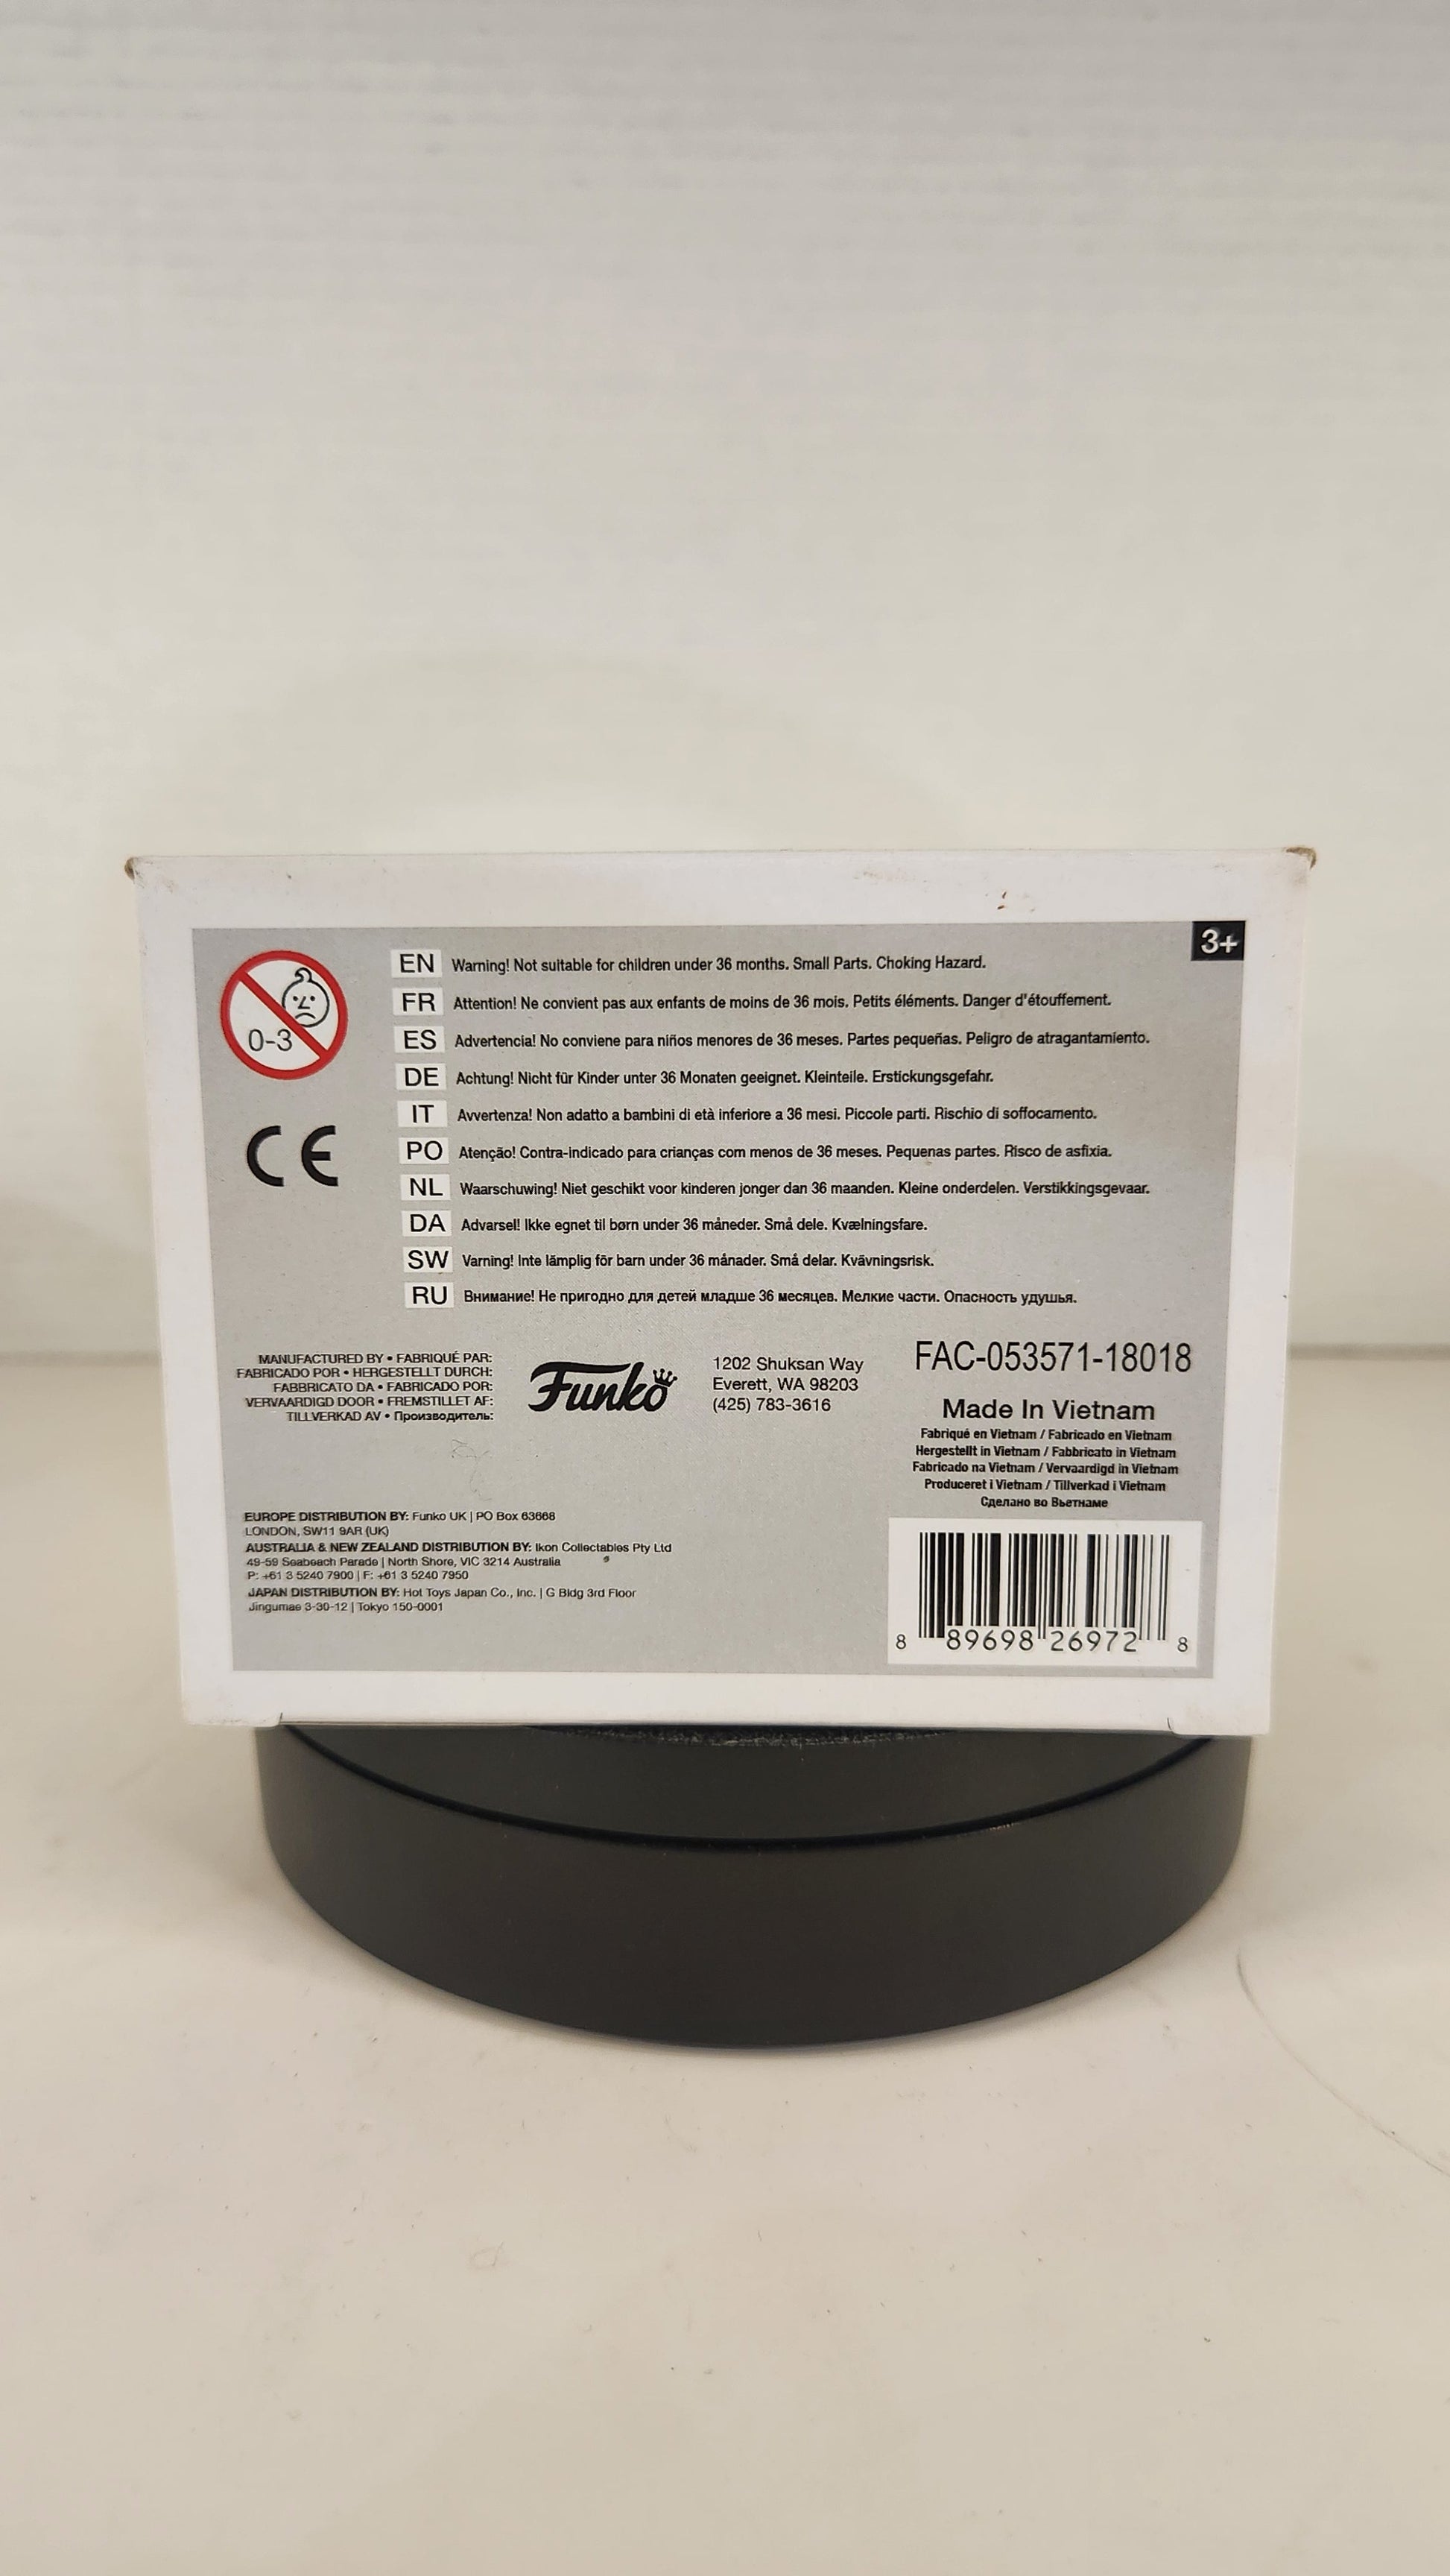 3+
0-3
CE
EN Warning! Not suitable for children under 36 months. Small Parts. Choking Hazard.
FR Attention! Ne convient pas aux enfants de moins de 36 mois. Petits éléments. Danger d'étouffement.
ES Advertencia! No conviene para niños menores de 36 meses. Partes pequeñas. Peligro de atragantamiento.
DE Achtung! Nicht für Kinder unter 36 Monaten geeignet. Kleinteile. Erstickungsgefahr.
IT Avvertenza! Non adatto a bambini di età inferiore a 36 mesi. Piccole parti. Rischio di soffocamento.
PO Atenção! Contra-indicado para crianças com menos de 36 meses. Pequenas partes. Risco de asfixia.
NL Waarschuwing! Niet geschikt voor kinderen jonger dan 36 maanden. Kleine onderdelen. Verstikkingsgevaar.
DA Advarsel! Ikke egnet til børn under 36 måneder. Små dele. Kvælningsfare.
SW Varning! Inte lämplig för barn under 36 månader. Små delar. Kvävningsrisk.
RU Внимание! Не пригодно для детей младше 36 месяцев. Мелкие части. Опасность удушья.
MANUFACTURED BY • FABRIQUÉ PAR:
FABRICADO POR • HERGESTELLT DURCH:
FABBRICATO DA • FABRICADO POR:
VERVAARDIGD DOOR • FREMSTILLET AF:
TILLVERKAD AV • Производитель:
Funko
1202 Shuksan Way
Everett, WA 98203
(425) 783-3616
FAC-053571-18018
Made In Vietnam
Fabriqué en Vietnam / Fabricado en Vietnam
Hergestellt in Vietnam / Fabbricato in Vietnam
Fabricado na Vietnam / Vervaardigd in Vietnam
Produceret i Vietnam / Tillverkad i Vietnam
Сделано во Вьетнаме
EUROPE DISTRIBUTION BY: Funko UK | PO Box 63668
LONDON, SW11 9AR (UK)
AUSTRALIA & NEW ZEALAND DISTRIBUTION BY: Ikon Collectables Pty Ltd
49-59 Seabeach Parade | North Shore, VIC 3214 Australia
P: +61 3 5240 7900 | F: +61 3 5240 7950
JAPAN DISTRIBUTION BY: Hot Toys Japan Co., Inc. | G Bldg 3rd Floor
Jingumae 3-30-12 | Tokyo 150-0001
8 89698 26972 8